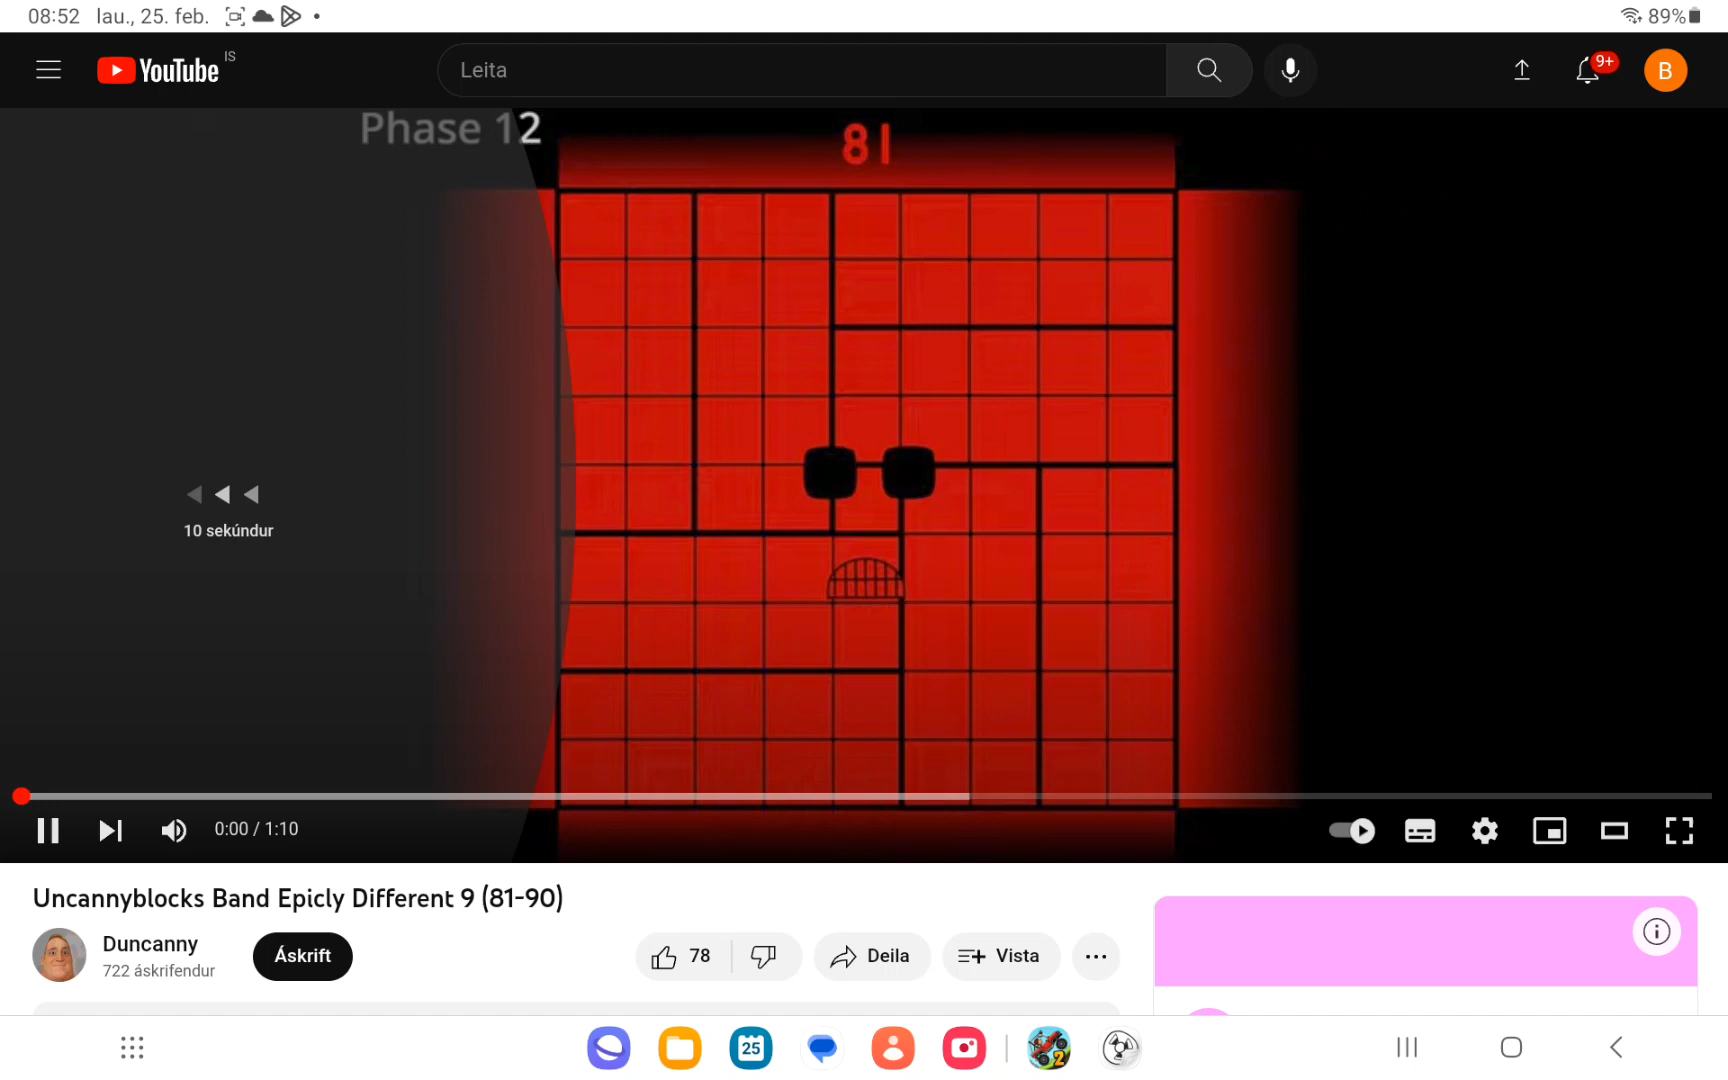 08:52 lau., 25. feb.
89%
YouTube IS
Leita
9+
B
Phase 12
81
10 sekúndur
0:00 / 1:10
Uncannyblocks Band Epicly Different 9 (81-90)
Duncanny
722 áskrifendur
Áskrift
78
Deila
Vista
25
2